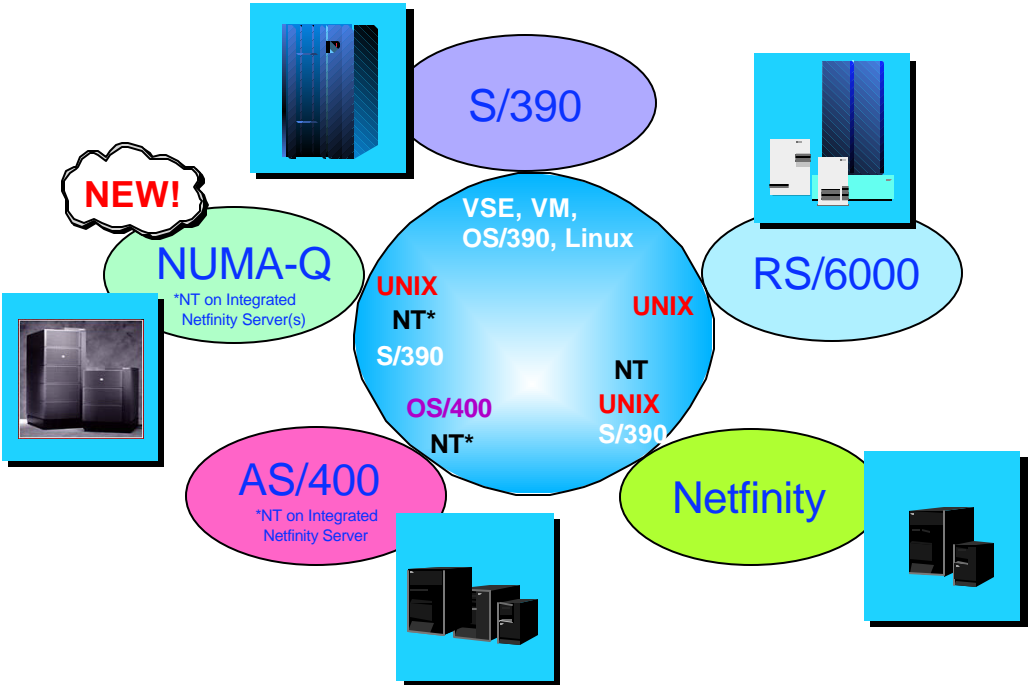 S/390
NEW!
VSE, VM,
OS/390, Linux
NUMA-Q
*NT on Integrated
Netfinity Server(s)
RS/6000
UNIX
NT*
S/390
UNIX
NT
UNIX
S/390
OS/400
NT*
AS/400
*NT on Integrated
Netfinity Server
Netfinity